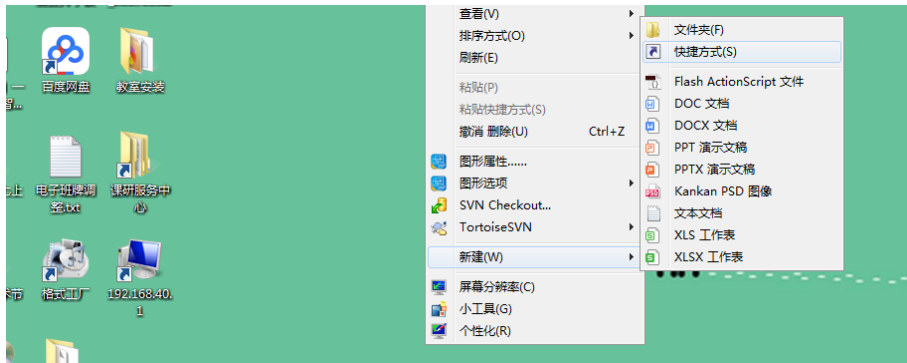 百度网盘
教室安装
电子班牌调
整txt
课研服务中
心
格式工厂
192.168.40.
1
查看(V)
排序方式(O)
刷新(E)
粘贴(P)
粘贴快捷方式(S)
撤消 删除(U) Ctrl+Z
图形属性......
图形选项
SVN Checkout...
TortoiseSVN
新建(W)
屏幕分辨率(C)
小工具(G)
个性化(R)
文件夹(F)
快捷方式(S)
Flash ActionScript 文件
DOC 文档
DOCX 文档
PPT 演示文稿
PPTX 演示文稿
Kankan PSD 图像
文本文档
XLS 工作表
XLSX 工作表